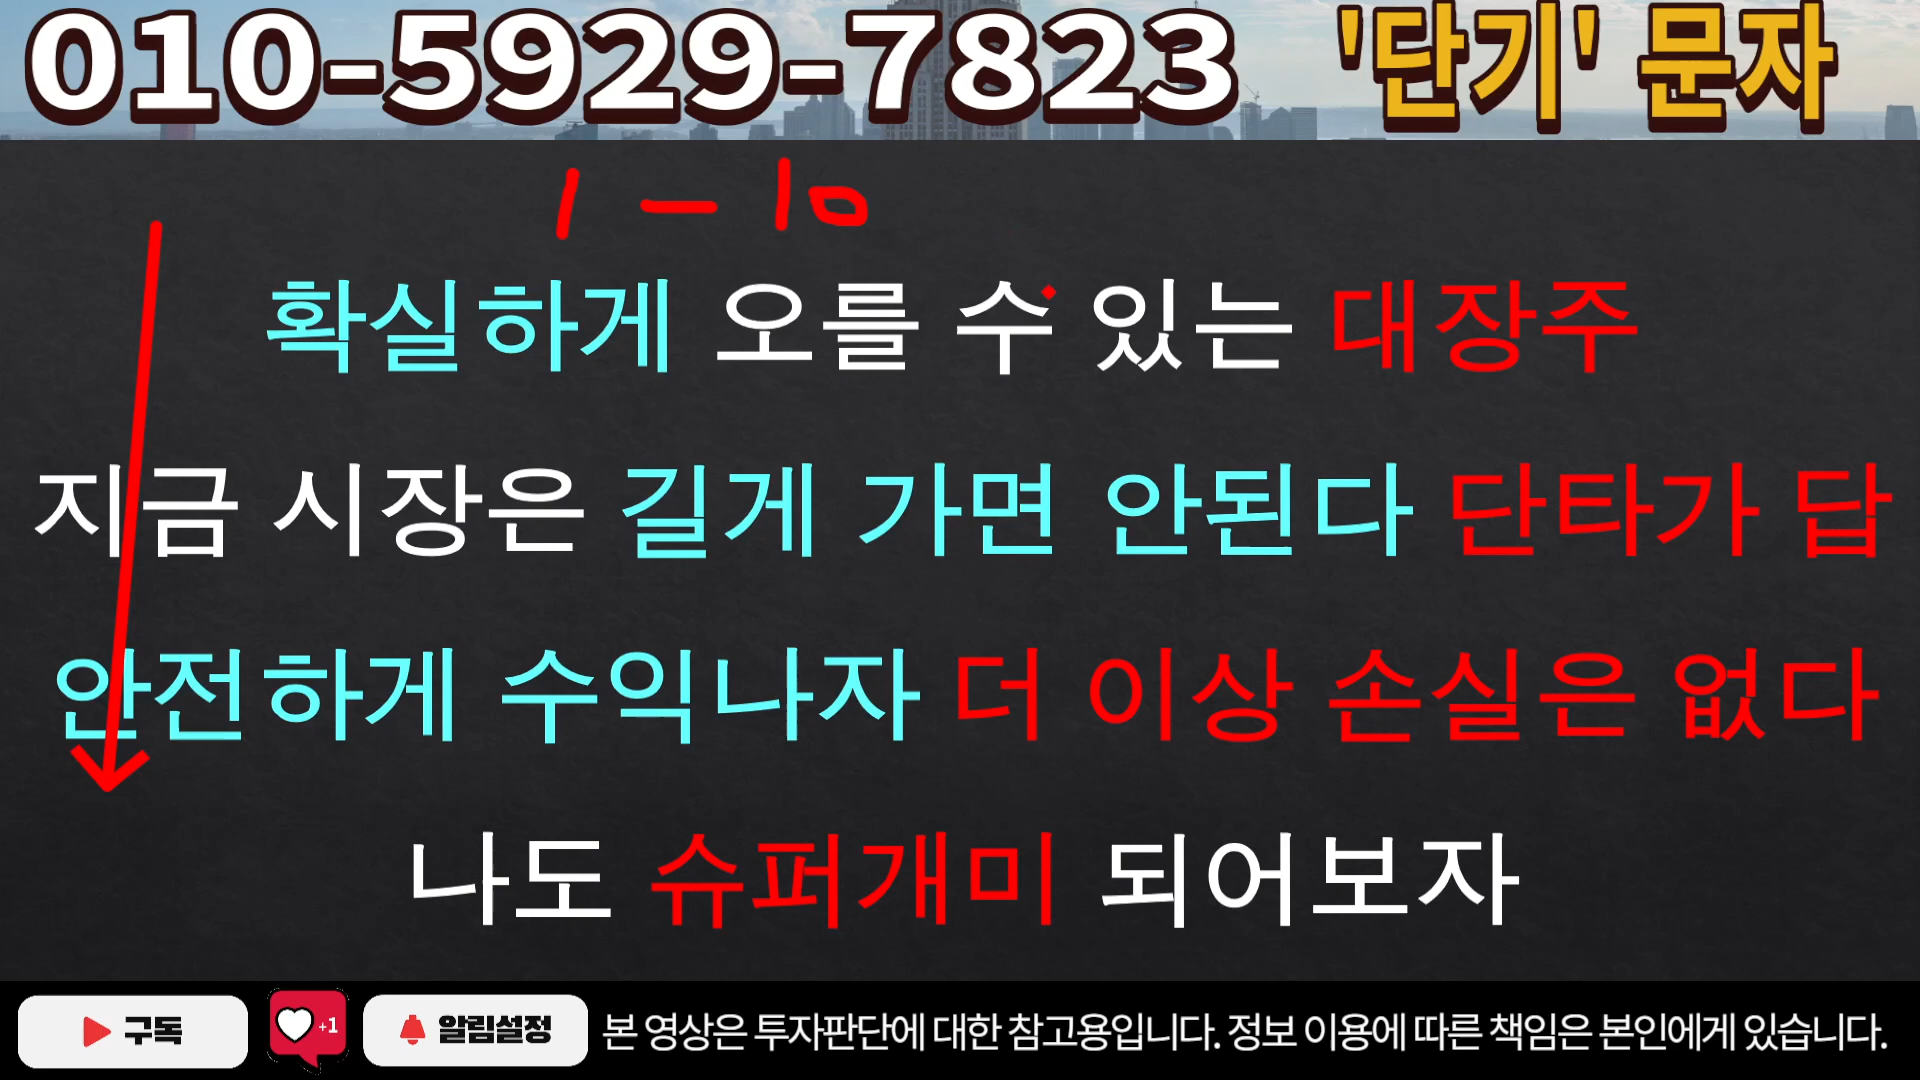 010-5929-7823 '단기' 문자
1 - 10
확실하게 오를 수 있는 대장주
지금 시장은 길게 가면 안된다 단타가 답
안전하게 수익나자 더 이상 손실은 없다
나도 슈퍼개미 되어보자
구독 +1 알림설정 본 영상은 투자판단에 대한 참고용입니다. 정보 이용에 따른 책임은 본인에게 있습니다.